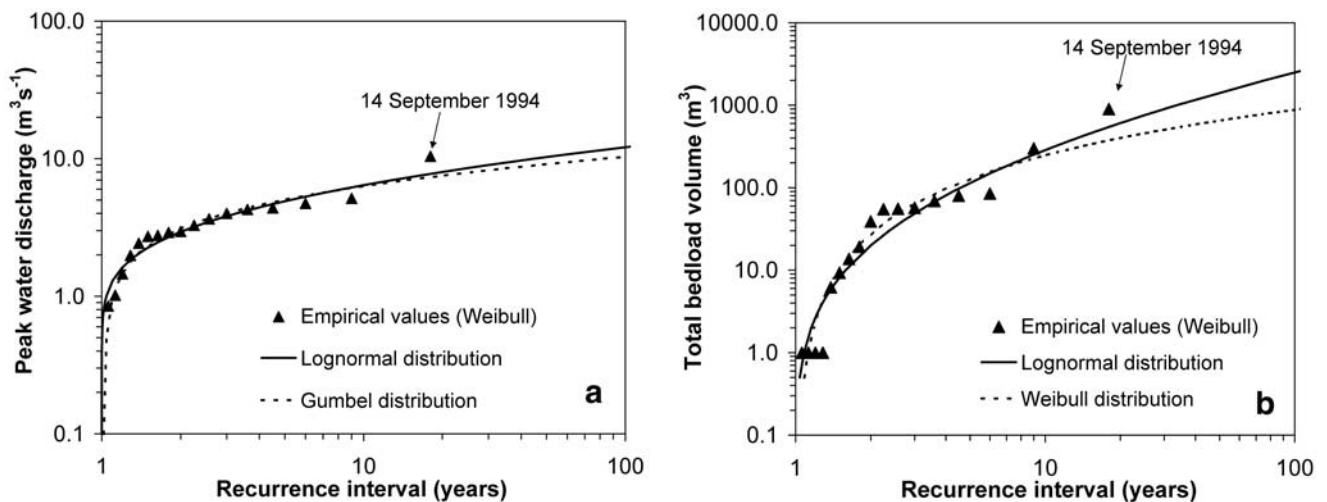 100.0
10.0
1.0
0.1
Peak water discharge (m³s⁻¹)
14 September 1994
Empirical values (Weibull)
Lognormal distribution
Gumbel distribution
a
1 10 100
Recurrence interval (years)
10000.0
1000.0
100.0
10.0
1.0
0.1
Total bedload volume (m³)
14 September 1994
Empirical values (Weibull)
Lognormal distribution
Weibull distribution
b
1 10 100
Recurrence interval (years)